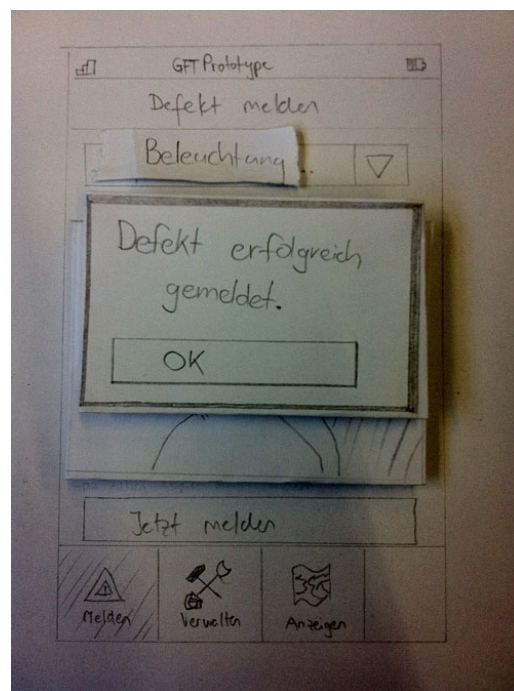 GFT Prototype
Defekt melden
Beleuchtung
Defekt erfolgreich
gemeldet.
OK
Jetzt melden
Melden
Verwalten
Anzeigen